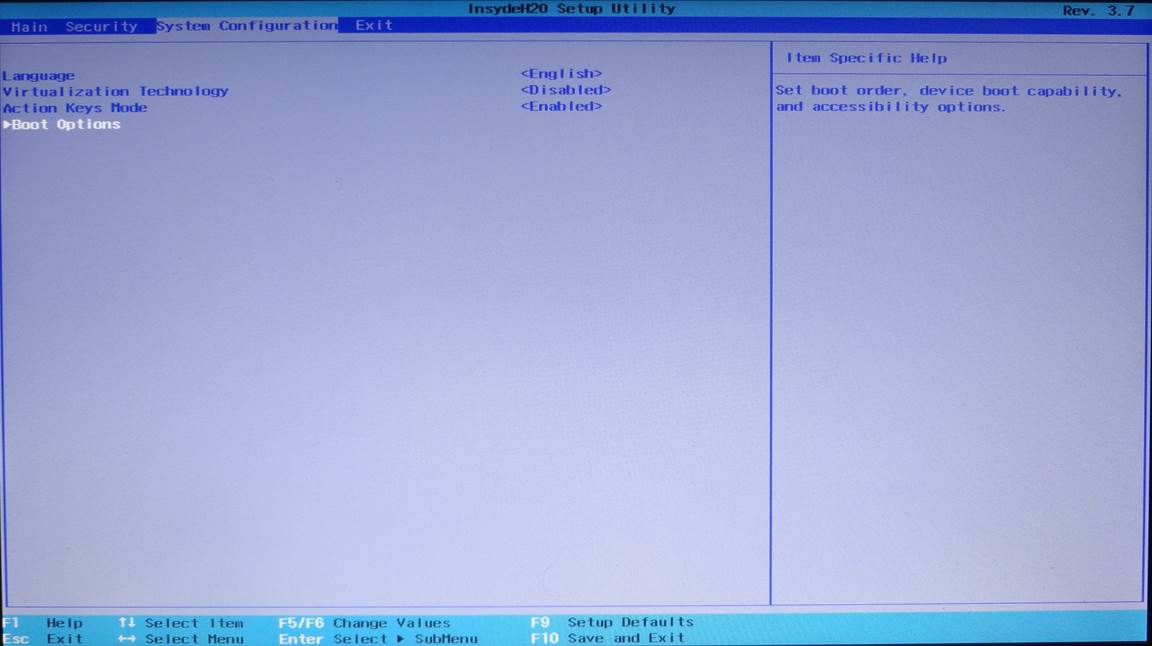 InsydeH20 Setup Utility Rev. 3.7
Main Security System Configuration Exit
Item Specific Help
Language <English>
Virtualization Technology <Disabled>
Action Keys Mode <Enabled>
▶Boot Options
Set boot order, device boot capability,
and accessibility options.
F1 Help ↑↓ Select Item F5/F6 Change Values F9 Setup Defaults
Esc Exit ↔ Select Menu Enter Select ▶ SubMenu F10 Save and Exit